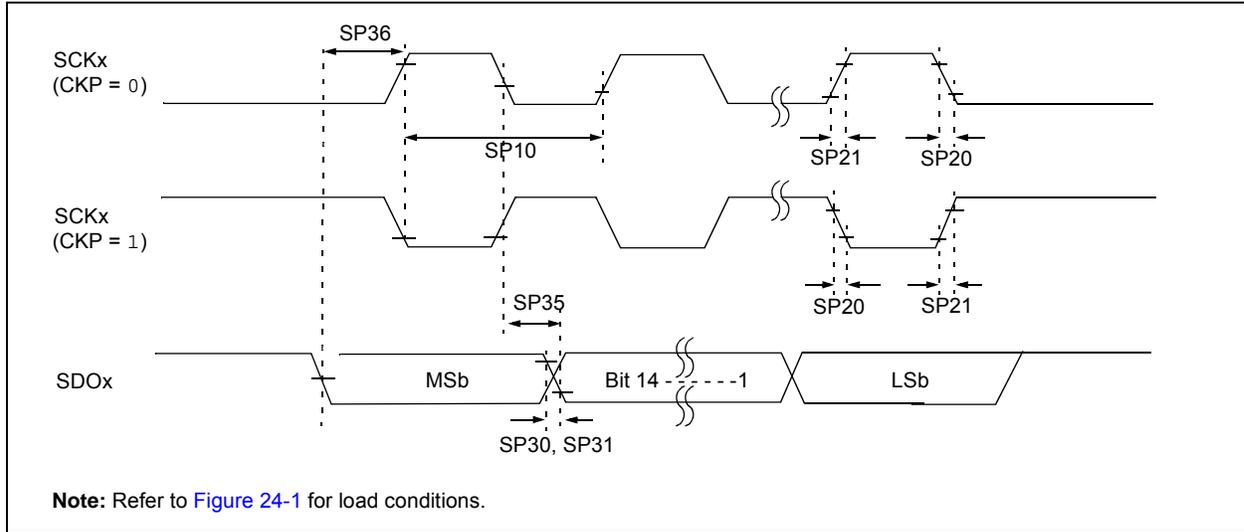 SP36
SCKx
(CKP = 0)
SP10
SP21
SP20
SCKx
(CKP = 1)
SP20
SP21
SP35
SDOx
MSb
Bit 14 - - - - - -1
LSb
SP30, SP31
Note: Refer to Figure 24-1 for load conditions.